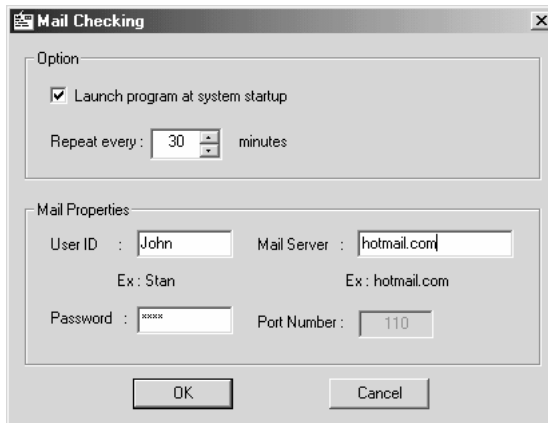 Mail Checking
Option
Launch program at system startup
Repeat every : 30 minutes
Mail Properties
User ID : John Mail Server : hotmail.com
Ex : Stan Ex : hotmail.com
Password : xxxx Port Number : 110
OK Cancel